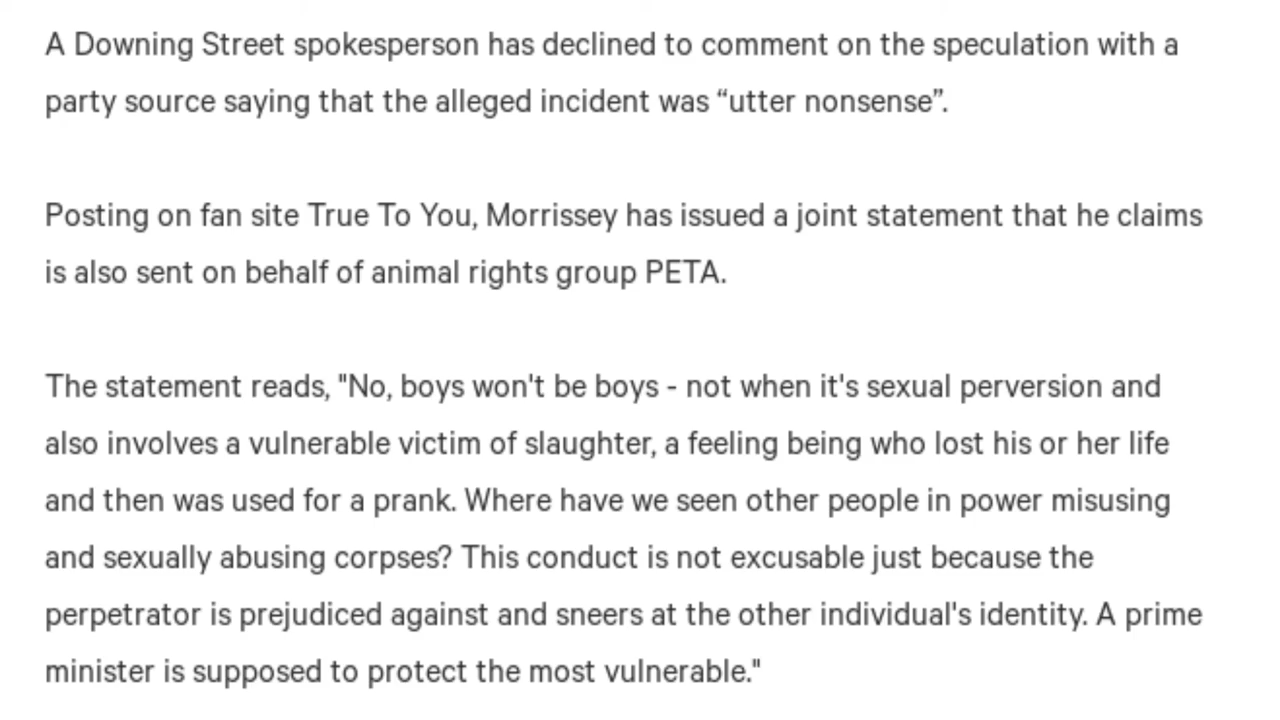 A Downing Street spokesperson has declined to comment on the speculation with a
party source saying that the alleged incident was “utter nonsense”.
Posting on fan site True To You, Morrissey has issued a joint statement that he claims
is also sent on behalf of animal rights group PETA.
The statement reads, "No, boys won't be boys - not when it's sexual perversion and
also involves a vulnerable victim of slaughter, a feeling being who lost his or her life
and then was used for a prank. Where have we seen other people in power misusing
and sexually abusing corpses? This conduct is not excusable just because the
perpetrator is prejudiced against and sneers at the other individual's identity. A prime
minister is supposed to protect the most vulnerable."